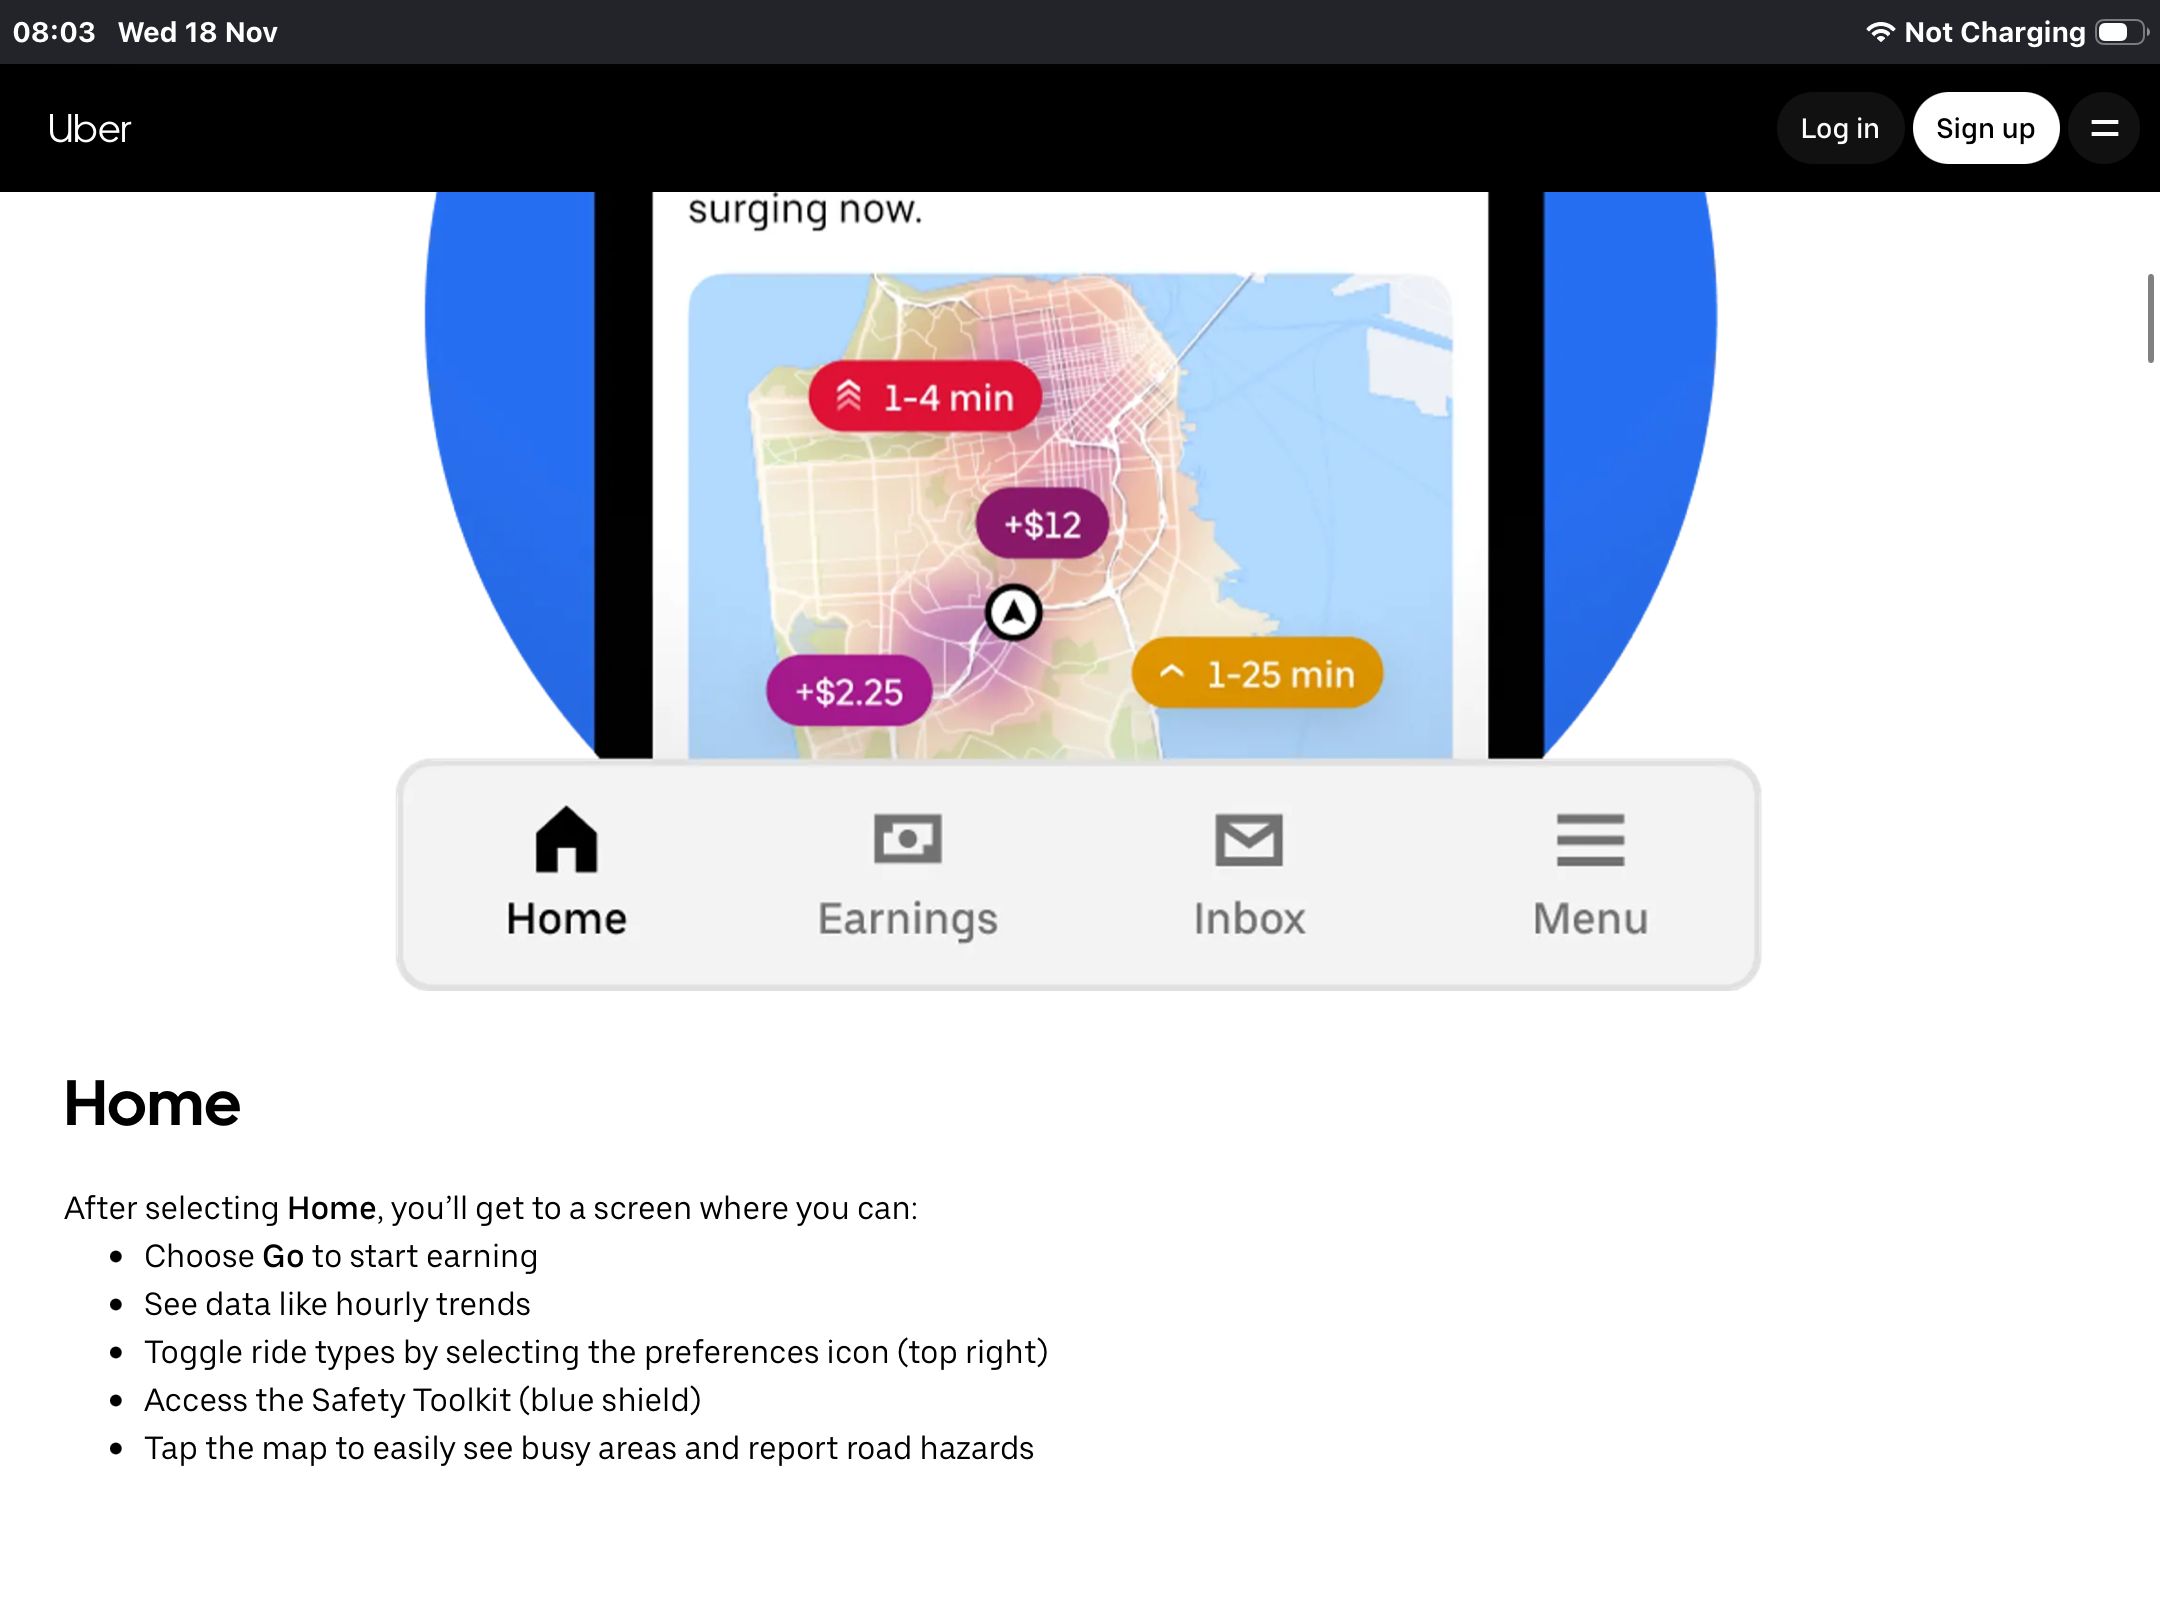 08:03 Wed 18 Nov
Not Charging
Uber
Log in
Sign up
surging now.
1-4 min
+$12
+$2.25
1-25 min
Home
Earnings
Inbox
Menu
Home
After selecting Home, you’ll get to a screen where you can:
• Choose Go to start earning
• See data like hourly trends
• Toggle ride types by selecting the preferences icon (top right)
• Access the Safety Toolkit (blue shield)
• Tap the map to easily see busy areas and report road hazards